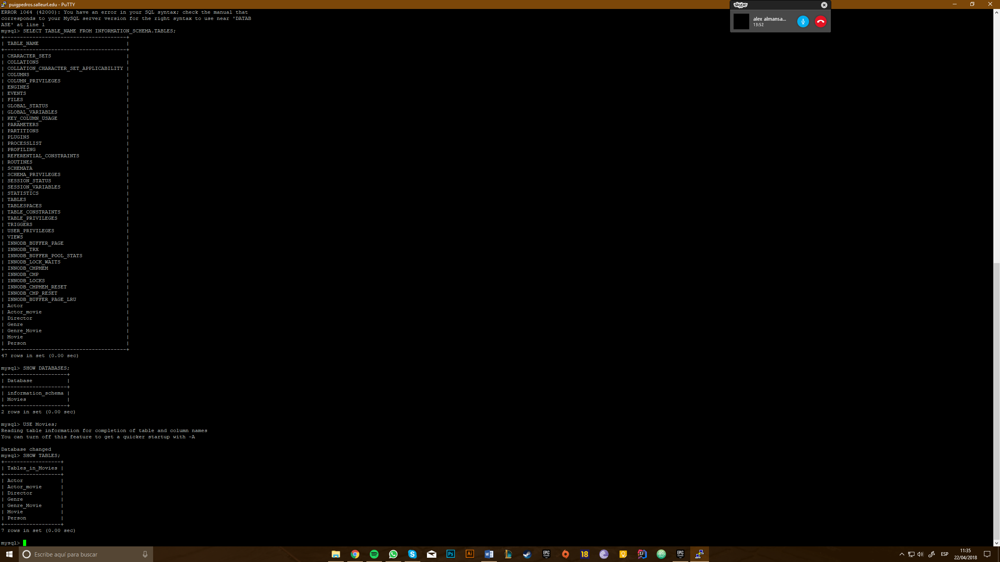 puigpedros.salleurl.edu - PuTTY
ERROR 1064 (42000): You have an error in your SQL syntax; check the manual that
corresponds to your MySQL server version for the right syntax to use near 'DATAB
ASE' at line 1
mysql> SELECT TABLE_NAME FROM INFORMATION_SCHEMA.TABLES;
+---------------------------------------+
| TABLE_NAME                            |
+---------------------------------------+
| CHARACTER_SETS                        |
| COLLATIONS                            |
| COLLATION_CHARACTER_SET_APPLICABILITY |
| COLUMNS                               |
| COLUMN_PRIVILEGES                     |
| ENGINES                               |
| EVENTS                                |
| FILES                                 |
| GLOBAL_STATUS                         |
| GLOBAL_VARIABLES                      |
| KEY_COLUMN_USAGE                      |
| PARAMETERS                            |
| PARTITIONS                            |
| PLUGINS                               |
| PROCESSLIST                           |
| PROFILING                             |
| REFERENTIAL_CONSTRAINTS               |
| ROUTINES                              |
| SCHEMATA                              |
| SCHEMA_PRIVILEGES                     |
| SESSION_STATUS                        |
| SESSION_VARIABLES                     |
| STATISTICS                            |
| TABLES                                |
| TABLESPACES                           |
| TABLE_CONSTRAINTS                     |
| TABLE_PRIVILEGES                      |
| TRIGGERS                              |
| USER_PRIVILEGES                       |
| VIEWS                                 |
| INNODB_BUFFER_PAGE                    |
| INNODB_TRX                            |
| INNODB_BUFFER_POOL_STATS              |
| INNODB_LOCK_WAITS                     |
| INNODB_CMPMEM                         |
| INNODB_CMP                            |
| INNODB_LOCKS                          |
| INNODB_CMPMEM_RESET                   |
| INNODB_CMP_RESET                      |
| INNODB_BUFFER_PAGE_LRU                |
| Actor                                 |
| Actor_movie                           |
| Director                              |
| Genre                                 |
| Genre_Movie                           |
| Movie                                 |
| Person                                |
+---------------------------------------+
47 rows in set (0.00 sec)
mysql> SHOW DATABASES;
+--------------------+
| Database           |
+--------------------+
| information_schema |
| Movies             |
+--------------------+
2 rows in set (0.00 sec)
mysql> USE Movies;
Reading table information for completion of table and column names
You can turn off this feature to get a quicker startup with -A
Database changed
mysql> SHOW TABLES;
+------------------+
| Tables_in_Movies |
+------------------+
| Actor            |
| Actor_movie      |
| Director         |
| Genre            |
| Genre_Movie      |
| Movie            |
| Person           |
+------------------+
7 rows in set (0.00 sec)
mysql>
skype
alex almansa...
13:52
Escribe aquí para buscar
Ps
Ai
W
EPIC GAMES
18
IJ
EPIC GAMES
ESP
11:35
22/04/2018